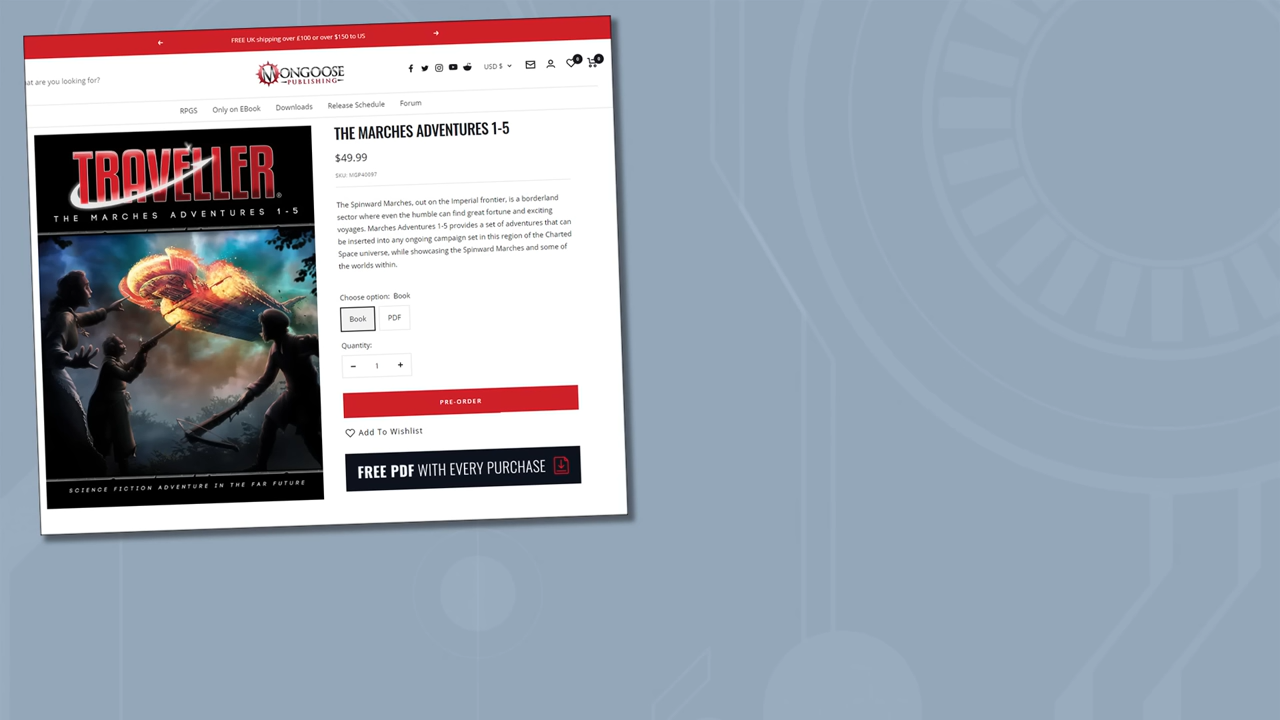 FREE UK shipping over £100 or over $150 to US
at are you looking for?
MONGOOSE
PUBLISHING
USD $
0
0
RPGS Only on EBook Downloads Release Schedule Forum
TRAVELLER®
THE MARCHES ADVENTURES 1-5
SCIENCE FICTION ADVENTURE IN THE FAR FUTURE
THE MARCHES ADVENTURES 1-5
$49.99
SKU: MGP40097
The Spinward Marches, out on the Imperial frontier, is a borderland
sector where even the humble can find great fortune and exciting
voyages. Marches Adventures 1-5 provides a set of adventures that can
be inserted into any ongoing campaign set in this region of the Charted
Space universe, while showcasing the Spinward Marches and some of
the worlds within.
Choose option: Book
Book PDF
Quantity:
− 1 +
PRE-ORDER
Add To Wishlist
FREE PDF WITH EVERY PURCHASE